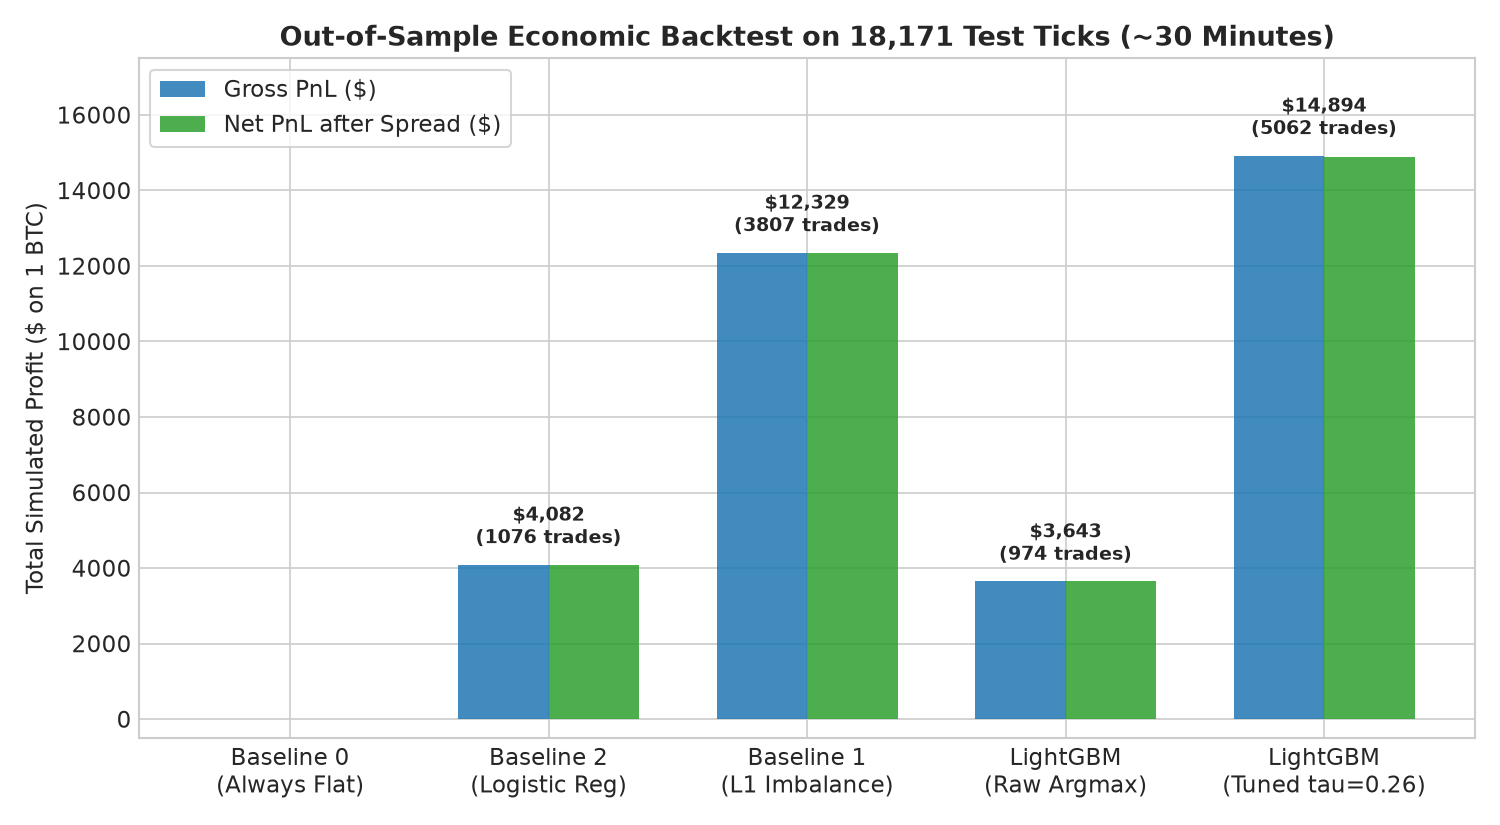 Out-of-Sample Economic Backtest on 18,171 Test Ticks (~30 Minutes)
Gross PnL ($)
Net PnL after Spread ($)
Total Simulated Profit ($ on 1 BTC)
16000
14000
12000
10000
8000
6000
4000
2000
0
$4,082
(1076 trades)
$12,329
(3807 trades)
$3,643
(974 trades)
$14,894
(5062 trades)
Baseline 0
(Always Flat)
Baseline 2
(Logistic Reg)
Baseline 1
(L1 Imbalance)
LightGBM
(Raw Argmax)
LightGBM
(Tuned tau=0.26)